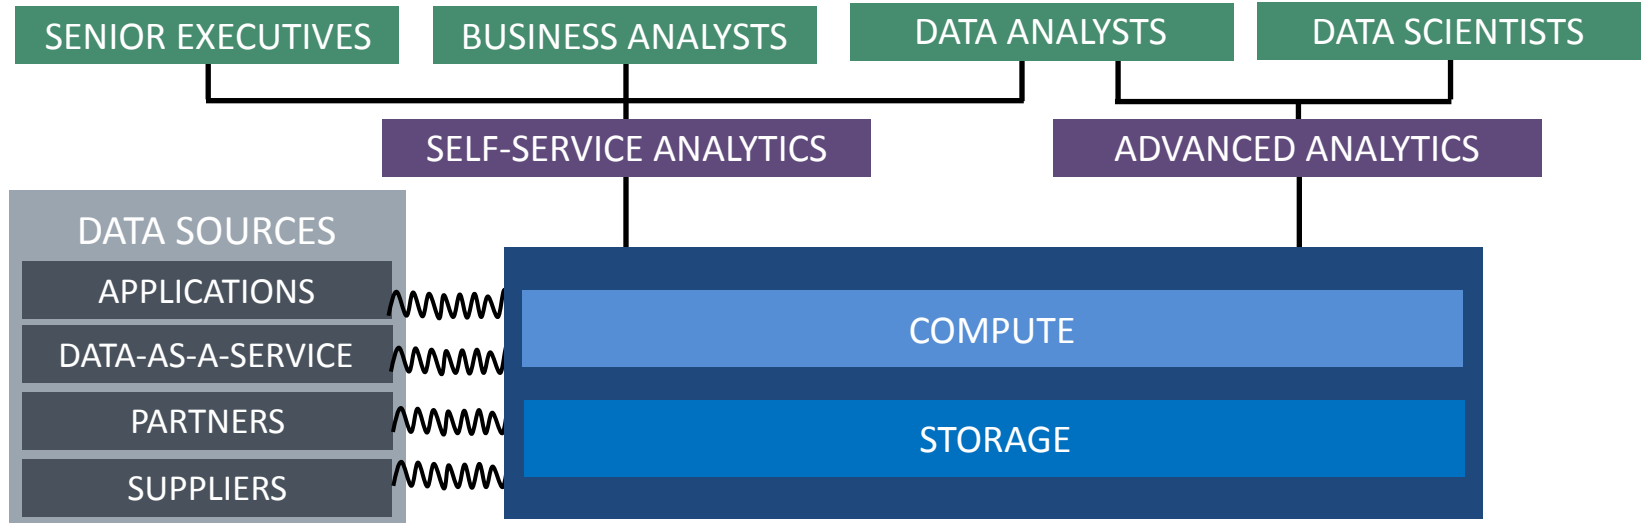 SENIOR EXECUTIVES
BUSINESS ANALYSTS
DATA ANALYSTS
DATA SCIENTISTS
SELF-SERVICE ANALYTICS
ADVANCED ANALYTICS
DATA SOURCES
APPLICATIONS
DATA-AS-A-SERVICE
PARTNERS
SUPPLIERS
COMPUTE
STORAGE